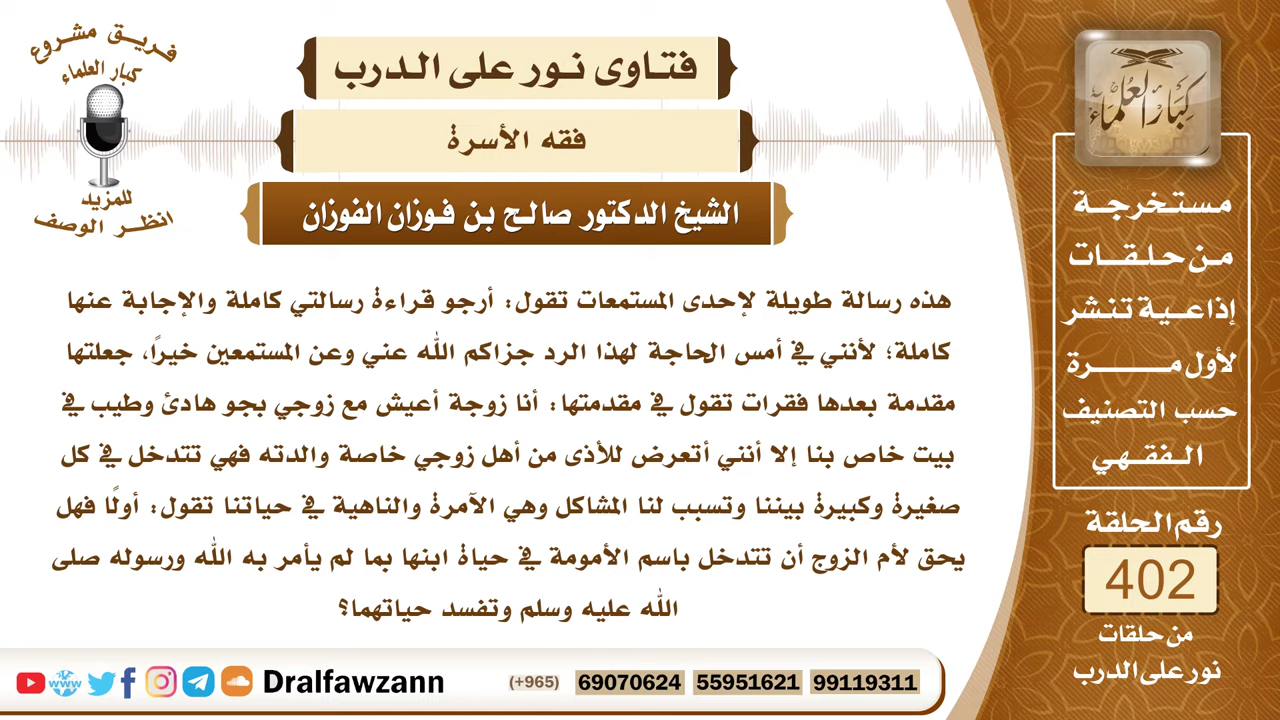 فريق مشروع
كبار العلماء
للمزيد
انظر الوصف
فتاوى نور على الدرب
فقه الأسرة
الشيخ الدكتور صالح بن فوزان الفوزان
هذه رسالة طويلة لإحدى المستمعات تقول: أرجو قراءة رسالتي كاملة والإجابة عنها
كاملة؛ لأنني في أمس الحاجة لهذا الرد جزاكم الله عني وعن المستمعين خيرًا، جعلتها
مقدمة بعدها فقرات تقول في مقدمتها: أنا زوجة أعيش مع زوجي بجو هادئ وطيب في
بيت خاص بنا إلا أنني أتعرض للأذى من أهل زوجي خاصة والدته فهي تتدخل في كل
صغيرة وكبيرة بيننا وتسبب لنا المشاكل وهي الآمرة والناهية في حياتنا تقول: أولًا فهل
يحق لأم الزوج أن تتدخل باسم الأمومة في حياة ابنها بما لم يأمر به الله ورسوله صلى
الله عليه وسلم وتفسد حياتهما؟
كِبَارُ العُلَمَاء
مستخرجة
من حلقات
إذاعية تنشر
لأول مرة
حسب التصنيف
الفقهي
رقم الحلقة
402
من حلقات
نور على الدرب
www Dralfawzann (+965) 69070624 55951621 99119311